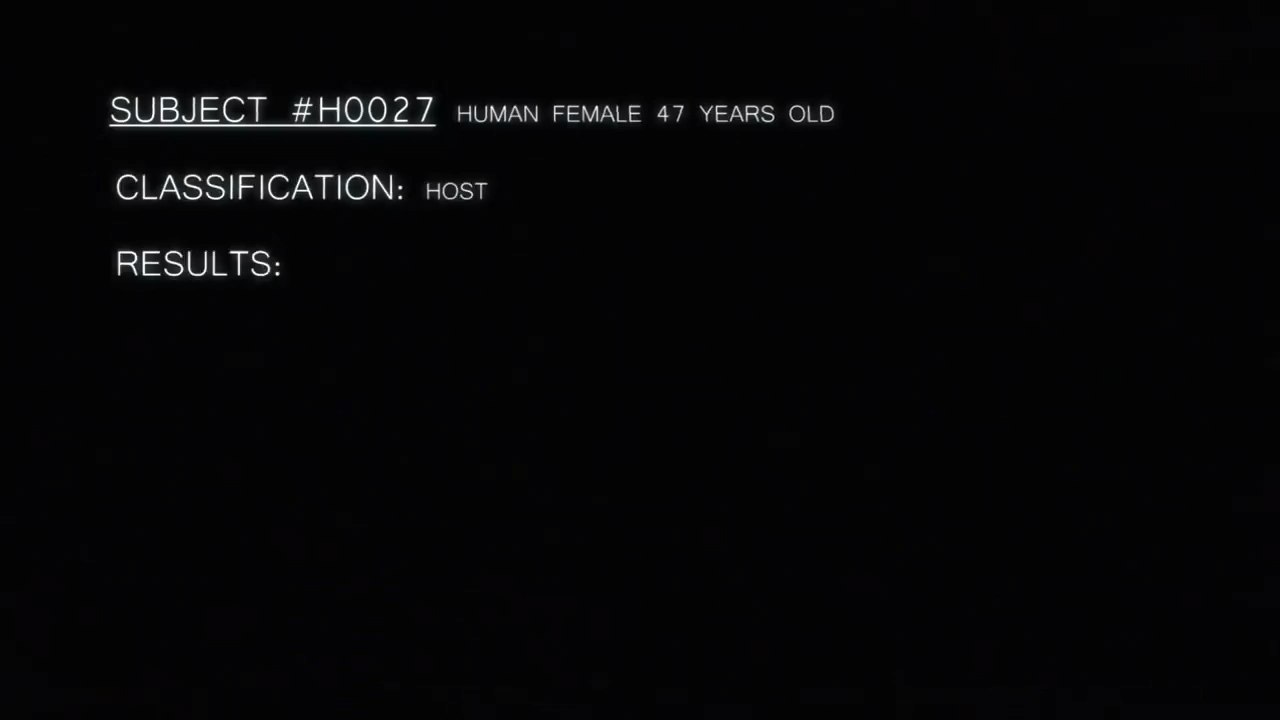 SUBJECT #H0027 HUMAN FEMALE 47 YEARS OLD
CLASSIFICATION: HOST
RESULTS: